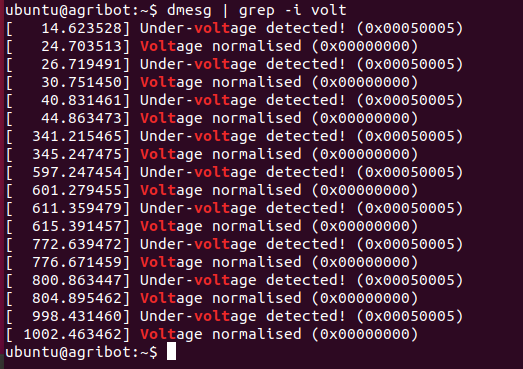 ubuntu@agribot:~$ dmesg | grep -i volt
[   14.623528] Under-voltage detected! (0x00050005)
[   24.703513] Voltage normalised (0x00000000)
[   26.719491] Under-voltage detected! (0x00050005)
[   30.751450] Voltage normalised (0x00000000)
[   40.831461] Under-voltage detected! (0x00050005)
[   44.863473] Voltage normalised (0x00000000)
[  341.215465] Under-voltage detected! (0x00050005)
[  345.247475] Voltage normalised (0x00000000)
[  597.247454] Under-voltage detected! (0x00050005)
[  601.279455] Voltage normalised (0x00000000)
[  611.359479] Under-voltage detected! (0x00050005)
[  615.391457] Voltage normalised (0x00000000)
[  772.639472] Under-voltage detected! (0x00050005)
[  776.671459] Voltage normalised (0x00000000)
[  800.863447] Under-voltage detected! (0x00050005)
[  804.895462] Voltage normalised (0x00000000)
[  998.431460] Under-voltage detected! (0x00050005)
[ 1002.463462] Voltage normalised (0x00000000)
ubuntu@agribot:~$